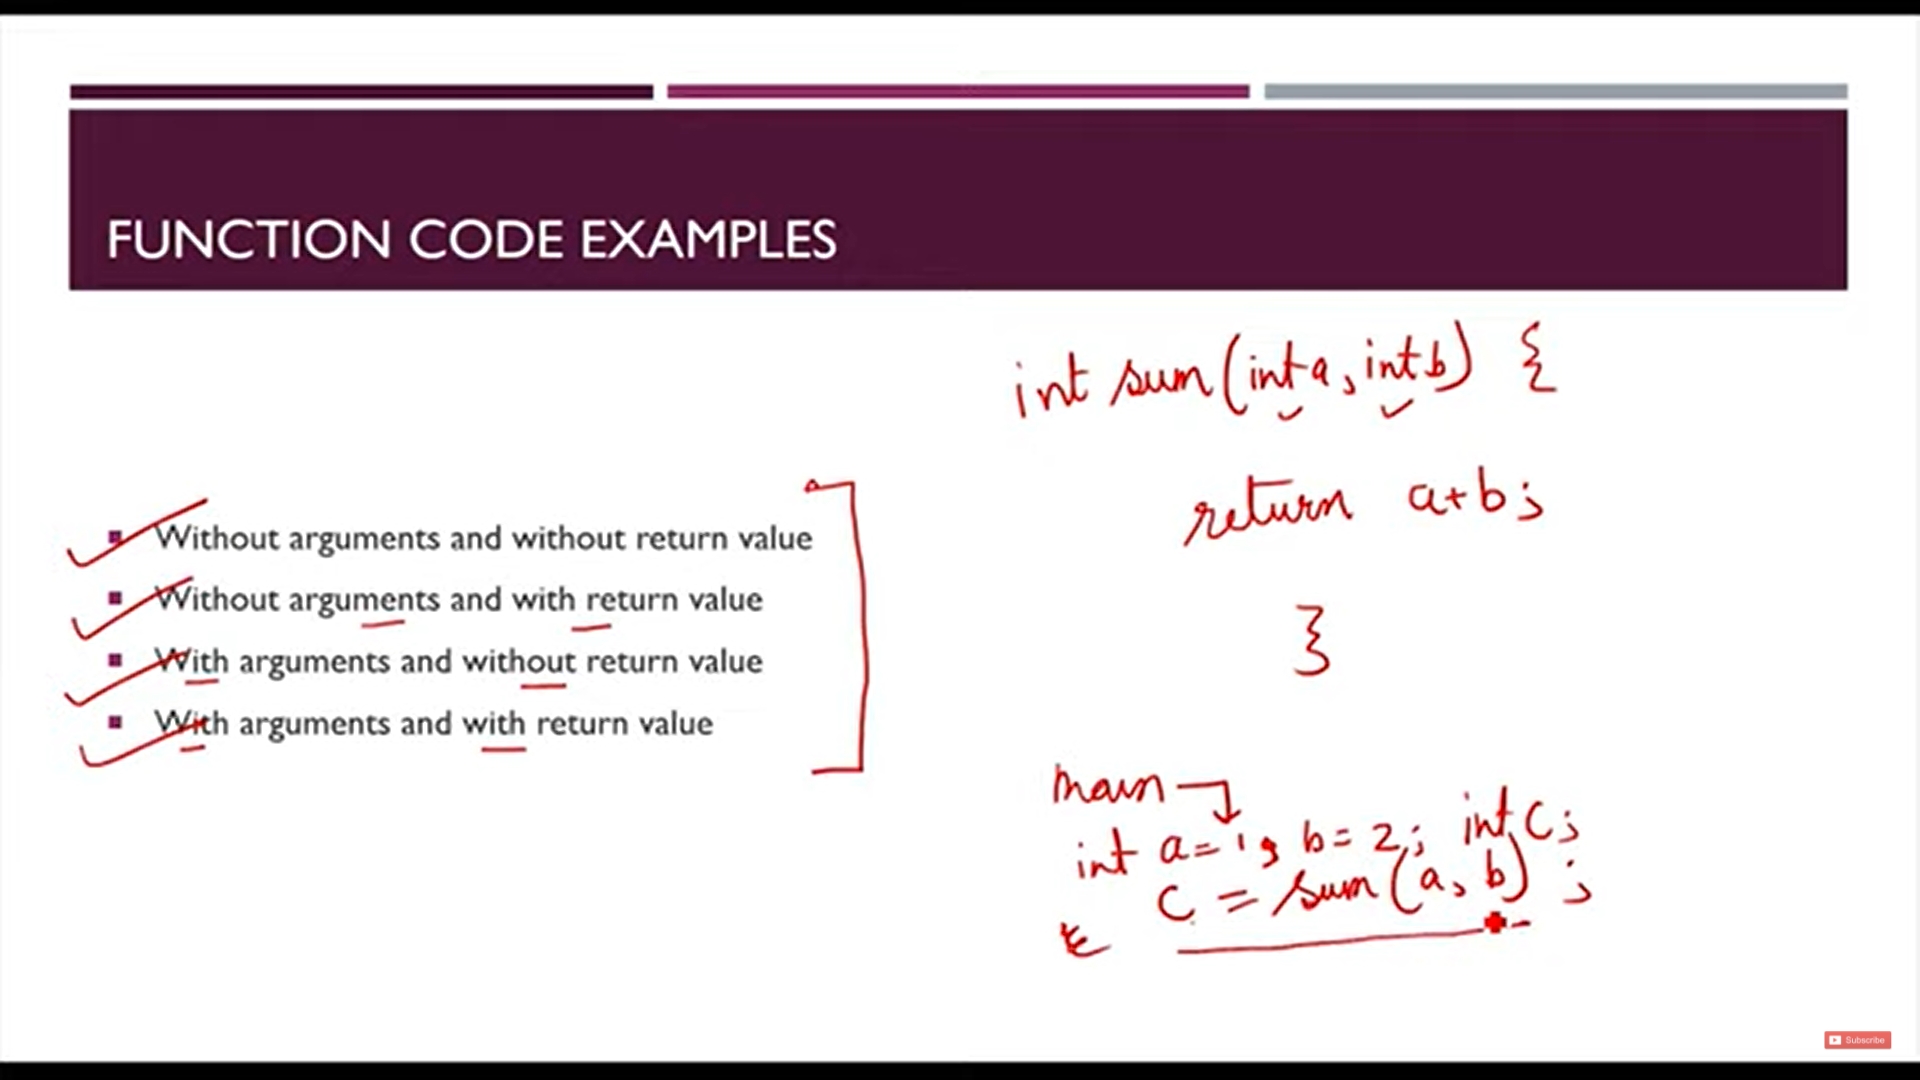 FUNCTION CODE EXAMPLES
Without arguments and without return value
Without arguments and with return value
With arguments and without return value
With arguments and with return value
int sum(int a, int b) {
return a+b;
}
main
int a=1, b=2; int c;
c = sum(a, b);
Subscribe